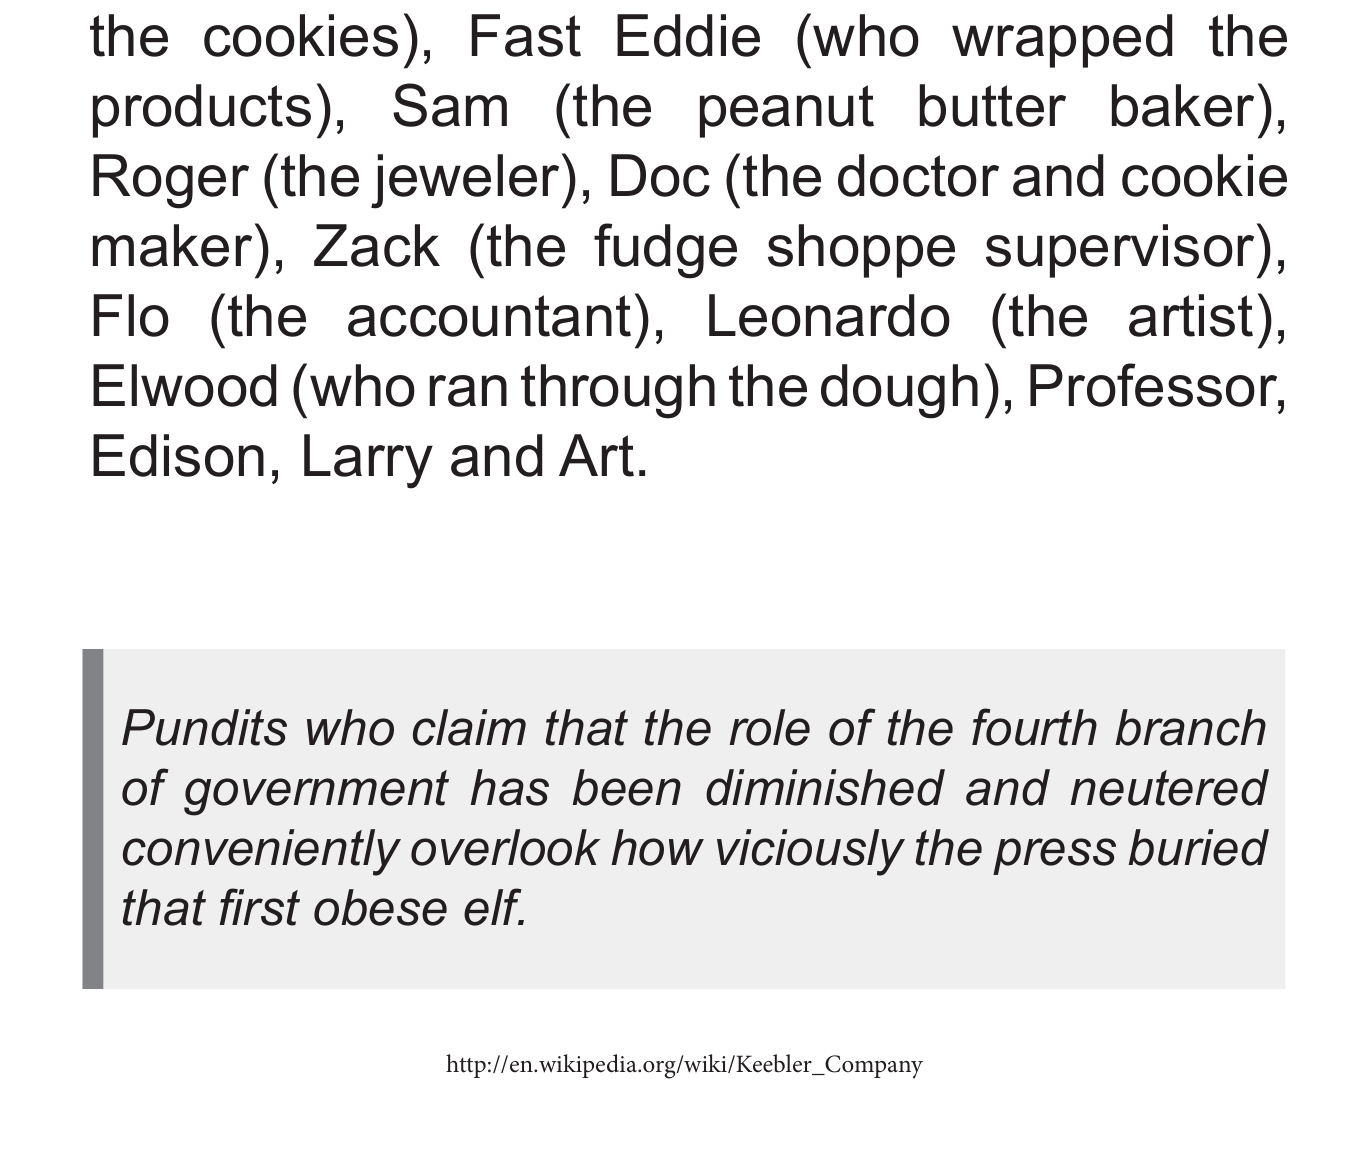 the cookies), Fast Eddie (who wrapped the
products), Sam (the peanut butter baker),
Roger (the jeweler), Doc (the doctor and cookie
maker), Zack (the fudge shoppe supervisor),
Flo (the accountant), Leonardo (the artist),
Elwood (who ran through the dough), Professor,
Edison, Larry and Art.
Pundits who claim that the role of the fourth branch
of government has been diminished and neutered
conveniently overlook how viciously the press buried
that first obese elf.
http://en.wikipedia.org/wiki/Keebler_Company